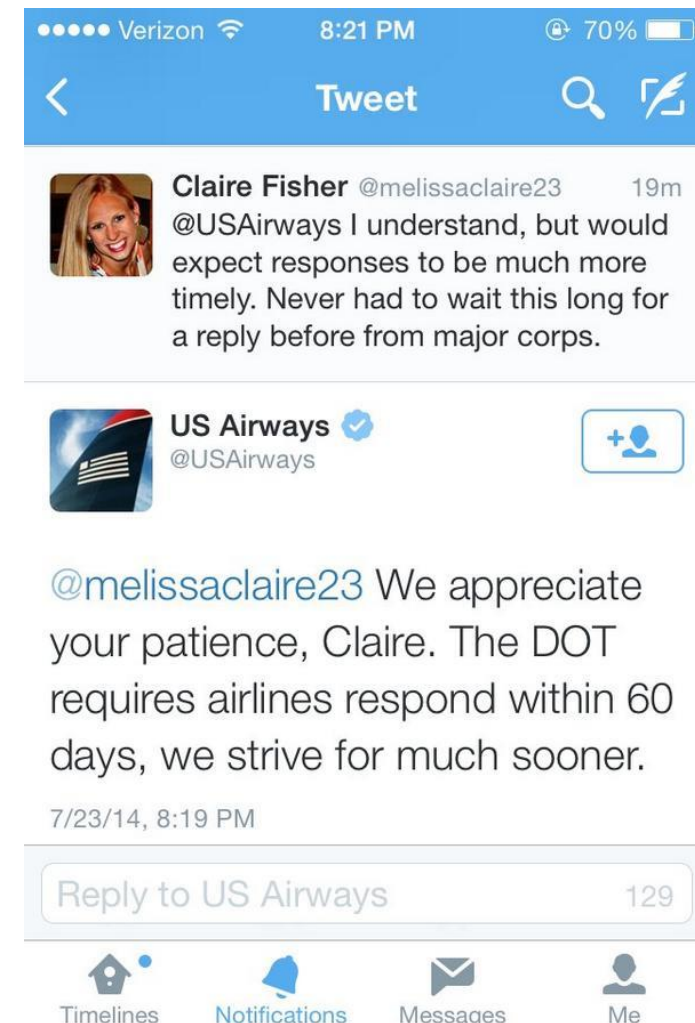 Verizon 8:21 PM 70%
Tweet
Claire Fisher @melissaclaire23 19m
@USAirways I understand, but would
expect responses to be much more
timely. Never had to wait this long for
a reply before from major corps.
US Airways
@USAirways
@melissaclaire23 We appreciate
your patience, Claire. The DOT
requires airlines respond within 60
days, we strive for much sooner.
7/23/14, 8:19 PM
Reply to US Airways 129
Timelines Notifications Messages Me